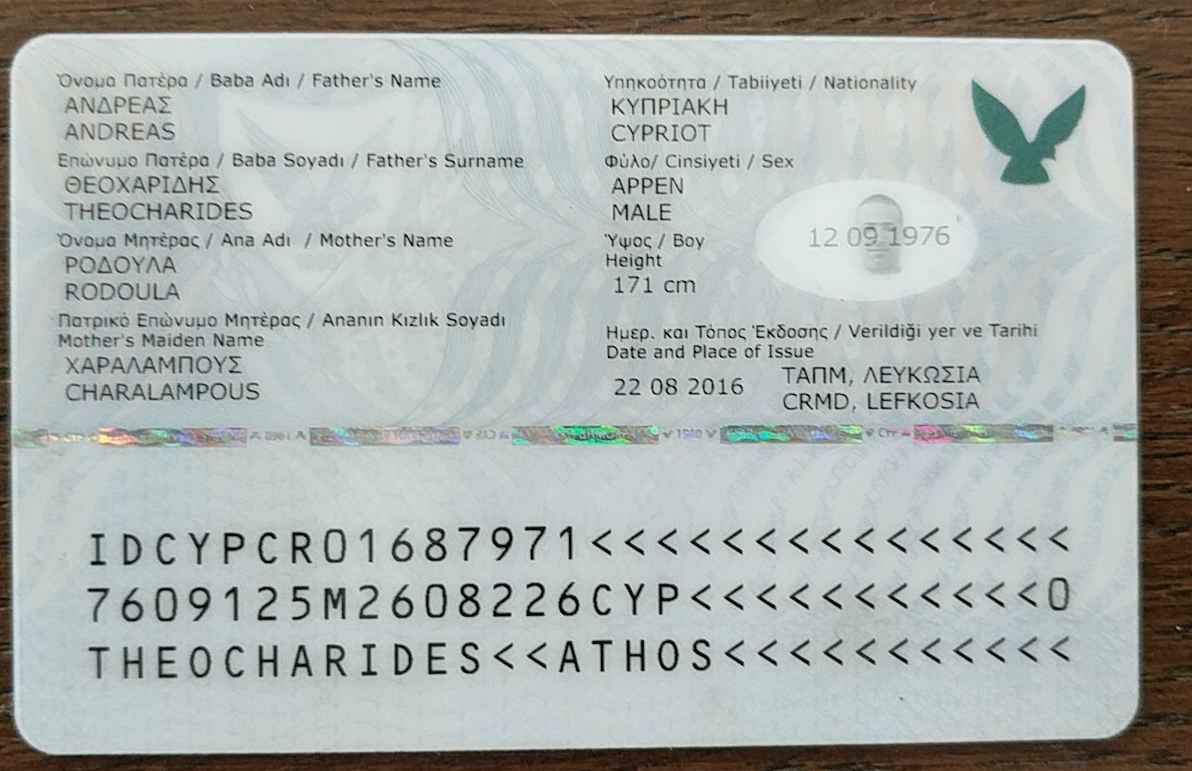 Όνομα Πατέρα / Baba Adı / Father's Name
ΑΝΔΡΕΑΣ
ANDREAS
Επώνυμο Πατέρα / Baba Soyadı / Father's Surname
ΘΕΟΧΑΡΙΔΗΣ
THEOCHARIDES
Όνομα Μητέρας / Ana Adı / Mother's Name
ΡΟΔΟΥΛΑ
RODOULA
Πατρικό Επώνυμο Μητέρας / Ananın Kızlık Soyadı
Mother's Maiden Name
ΧΑΡΑΛΑΜΠΟΥΣ
CHARALAMPOUS
Υπηκοότητα / Tabiiyeti / Nationality
ΚΥΠΡΙΑΚΗ
CYPRIOT
Φύλο/ Cinsiyeti / Sex
ΑΡΡΕΝ
MALE
Ύψος / Boy
Height
171 cm
12 09 1976
Ημερ. και Τόπος Έκδοσης / Verildiği yer ve Tarihi
Date and Place of Issue
22 08 2016
ΤΑΠΜ, ΛΕΥΚΩΣΙΑ
CRMD, LEFKOSIA
IDCYPCR01687971<<<<<<<<<<<<<<<
7609125M2608226CYP<<<<<<<<<<<0
THEOCHARIDES<<ATHOS<<<<<<<<<<<